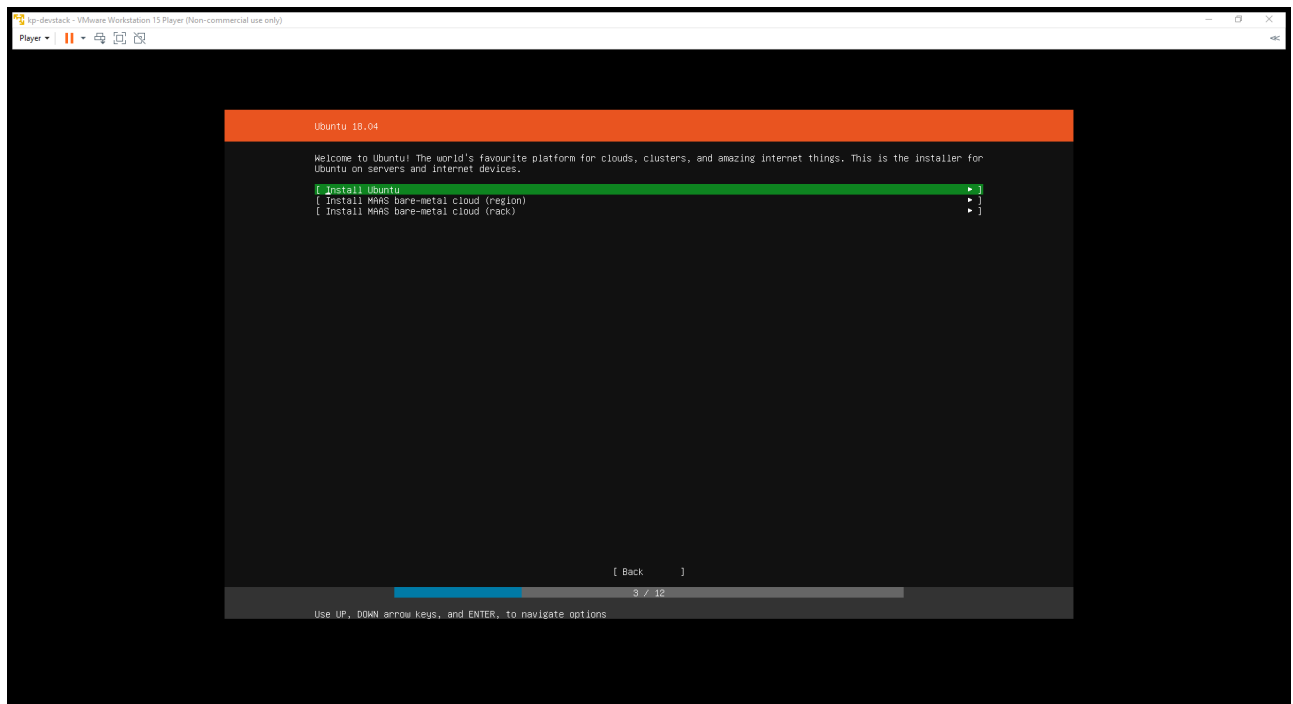 kp-devstack - VMware Workstation 15 Player (Non-commercial use only)
Player
Ubuntu 18.04
Welcome to Ubuntu! The world's favourite platform for clouds, clusters, and amazing internet things. This is the installer for
Ubuntu on servers and internet devices.
[ Install Ubuntu ► ]
[ Install MAAS bare-metal cloud (region) ► ]
[ Install MAAS bare-metal cloud (rack) ► ]
[ Back ]
3 / 12
Use UP, DOWN arrow keys, and ENTER, to navigate options